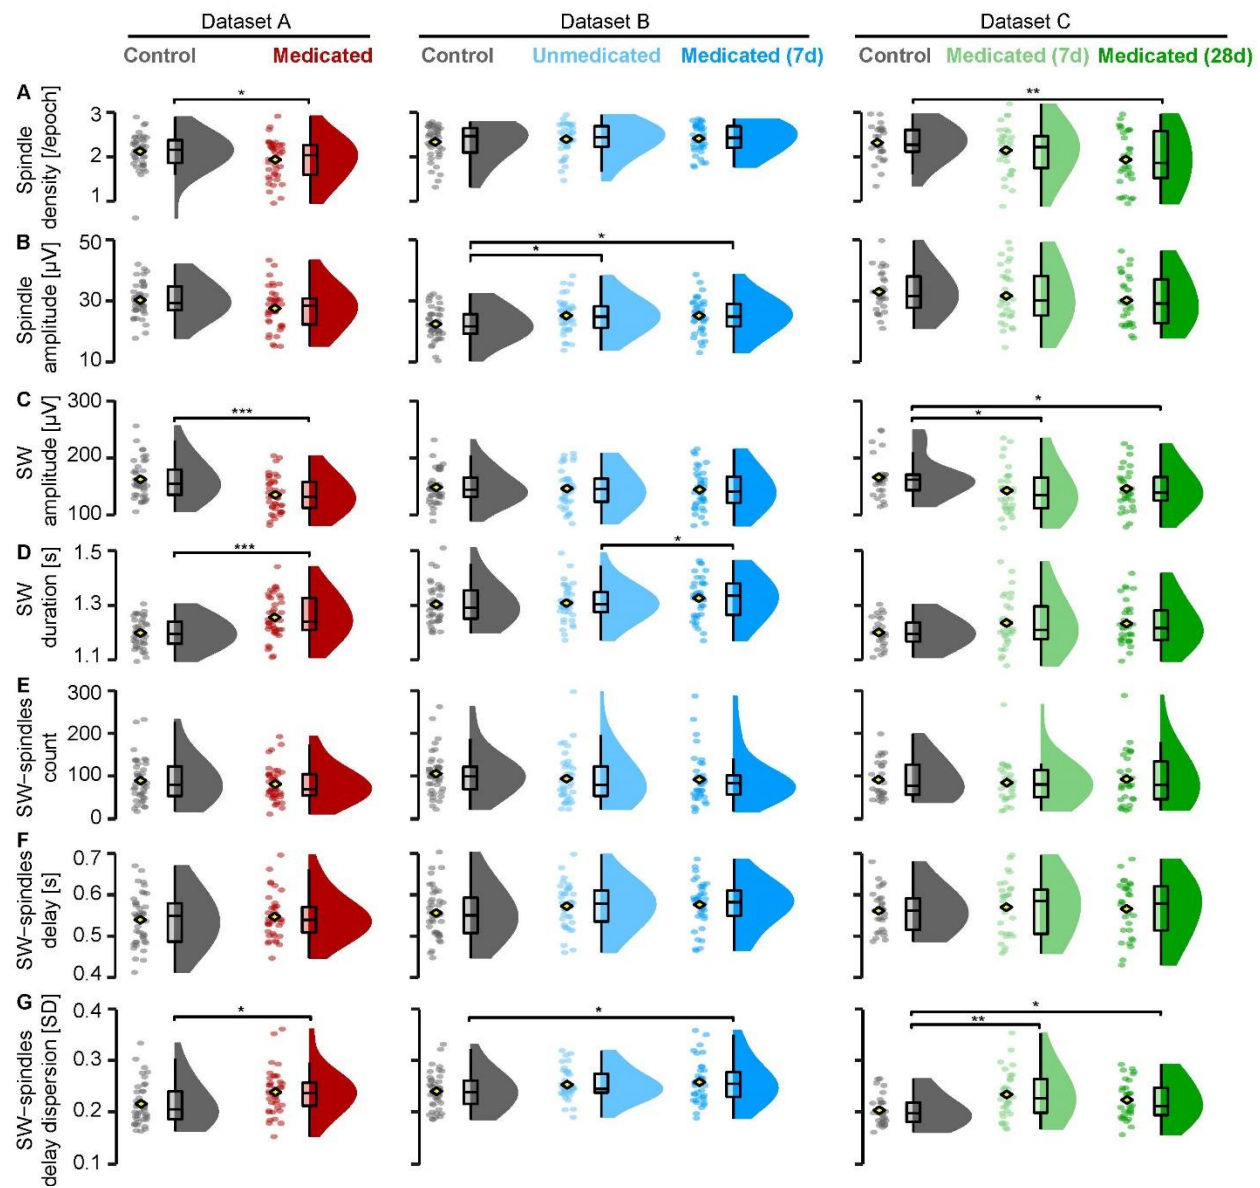 Dataset A Dataset B Dataset C
Control Medicated Control Unmedicated Medicated (7d) Control Medicated (7d) Medicated (28d)
A
Spindle
density [/epoch]
3
2
1
*
**
B
Spindle
amplitude [µV]
50
30
10
*
*
C
SW
amplitude [µV]
300
200
100
***
*
*
D
SW
duration [s]
1.5
1.3
1.1
***
*
E
SW-spindles
count
300
200
100
0
F
SW-spindles
delay [s]
0.7
0.6
0.5
0.4
G
SW-spindles
delay dispersion [SD]
0.4
0.3
0.2
0.1
*
*
*
**